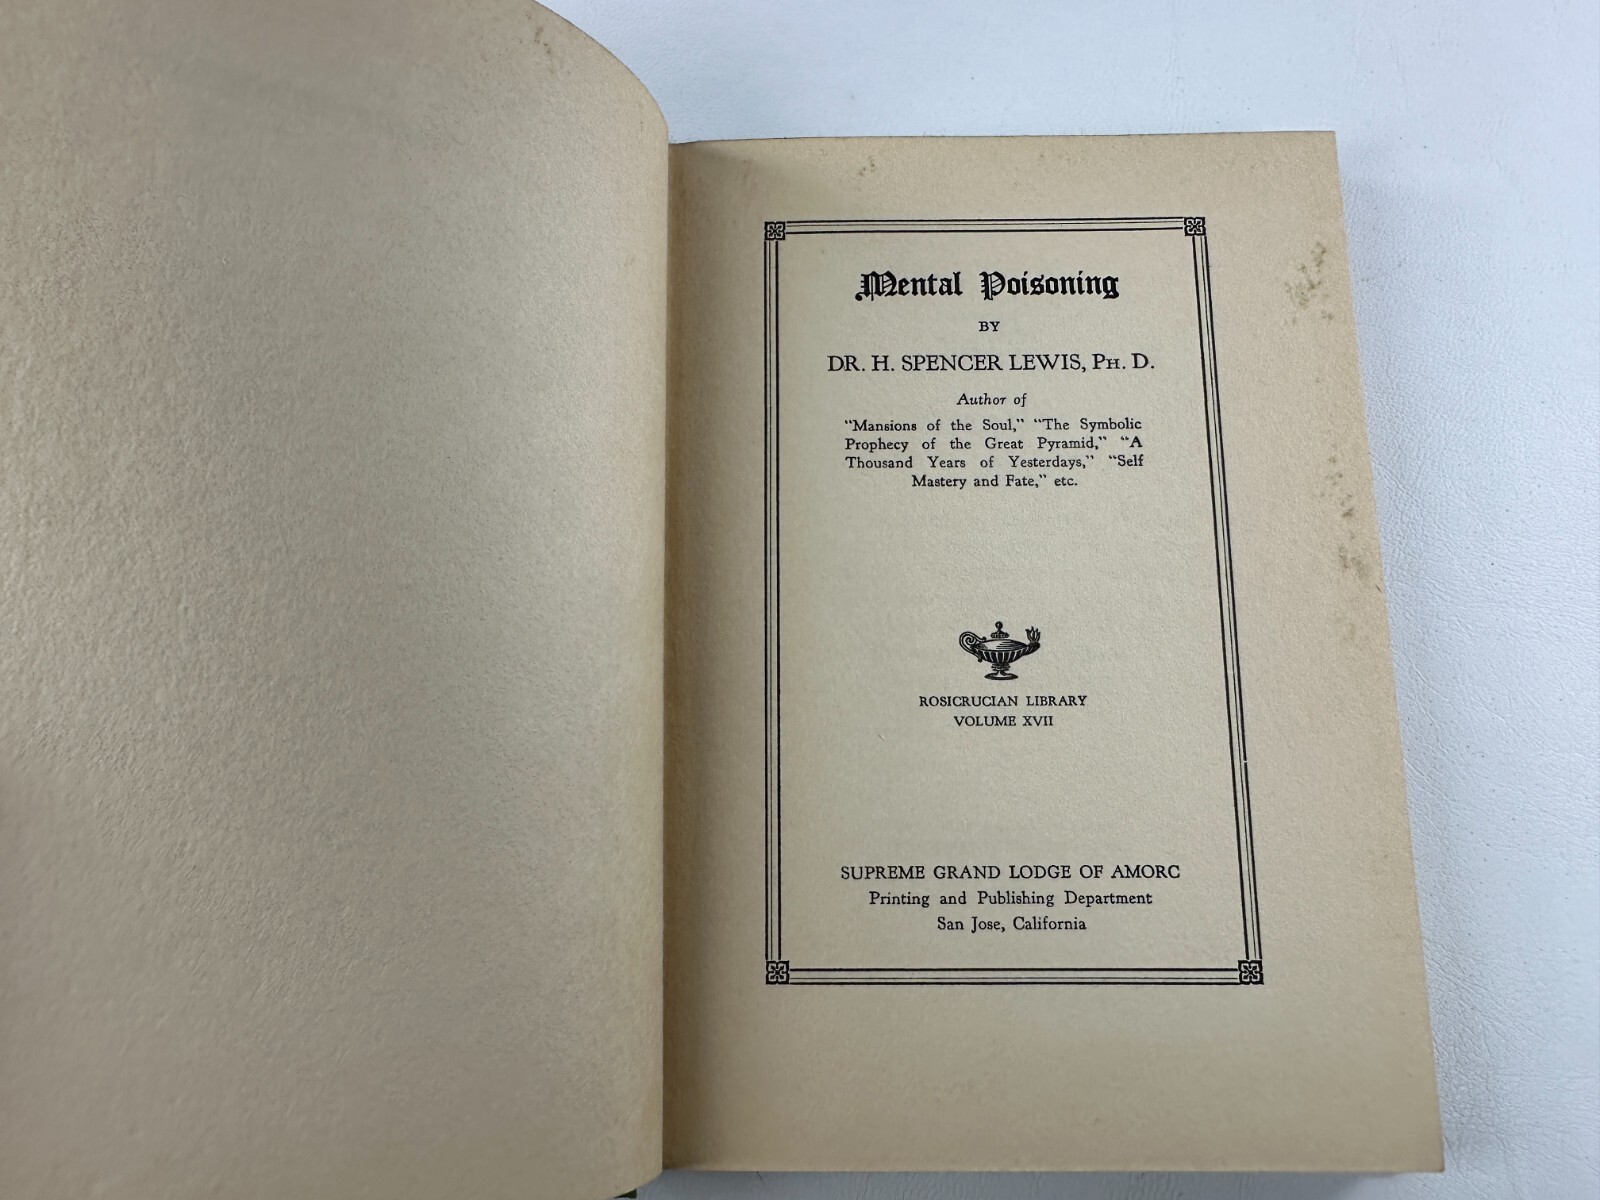 Mental Poisoning
BY
DR. H. SPENCER LEWIS, PH. D.
Author of
"Mansions of the Soul," "The Symbolic
Prophecy of the Great Pyramid," "A
Thousand Years of Yesterdays," "Self
Mastery and Fate," etc.
ROSICRUCIAN LIBRARY
VOLUME XVII
SUPREME GRAND LODGE OF AMORC
Printing and Publishing Department
San Jose, California